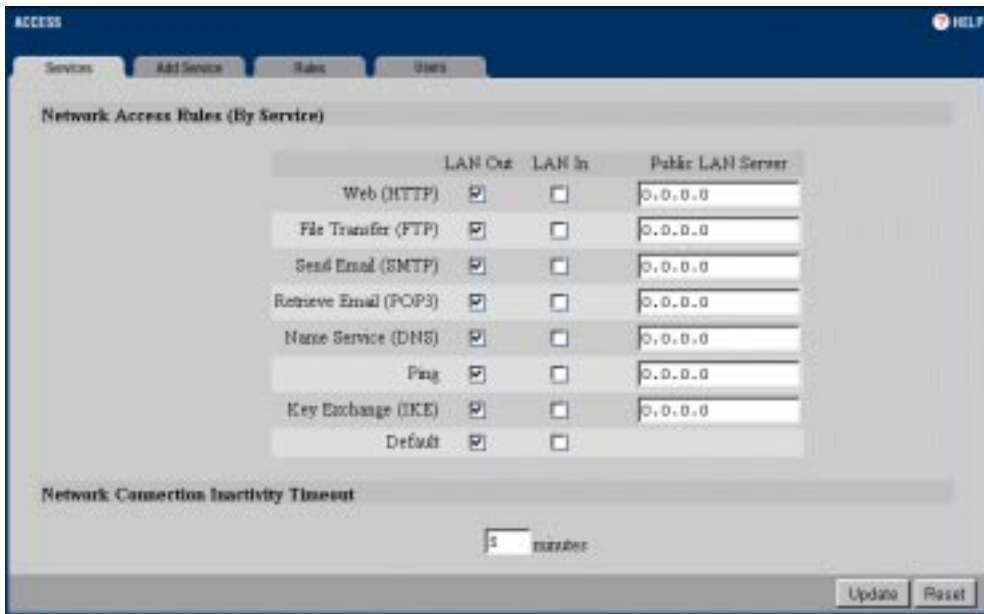 ACCESS
HELP
Services Add Service Rules Users
Network Access Rules (By Service)
LAN Out LAN In Public LAN Server
Web (HTTP) 0.0.0.0
File Transfer (FTP) 0.0.0.0
Send Email (SMTP) 0.0.0.0
Retrieve Email (POP3) 0.0.0.0
Name Service (DNS) 0.0.0.0
Ping 0.0.0.0
Key Exchange (IKE) 0.0.0.0
Default
Network Connection Inactivity Timeout
5 minutes
Update Reset